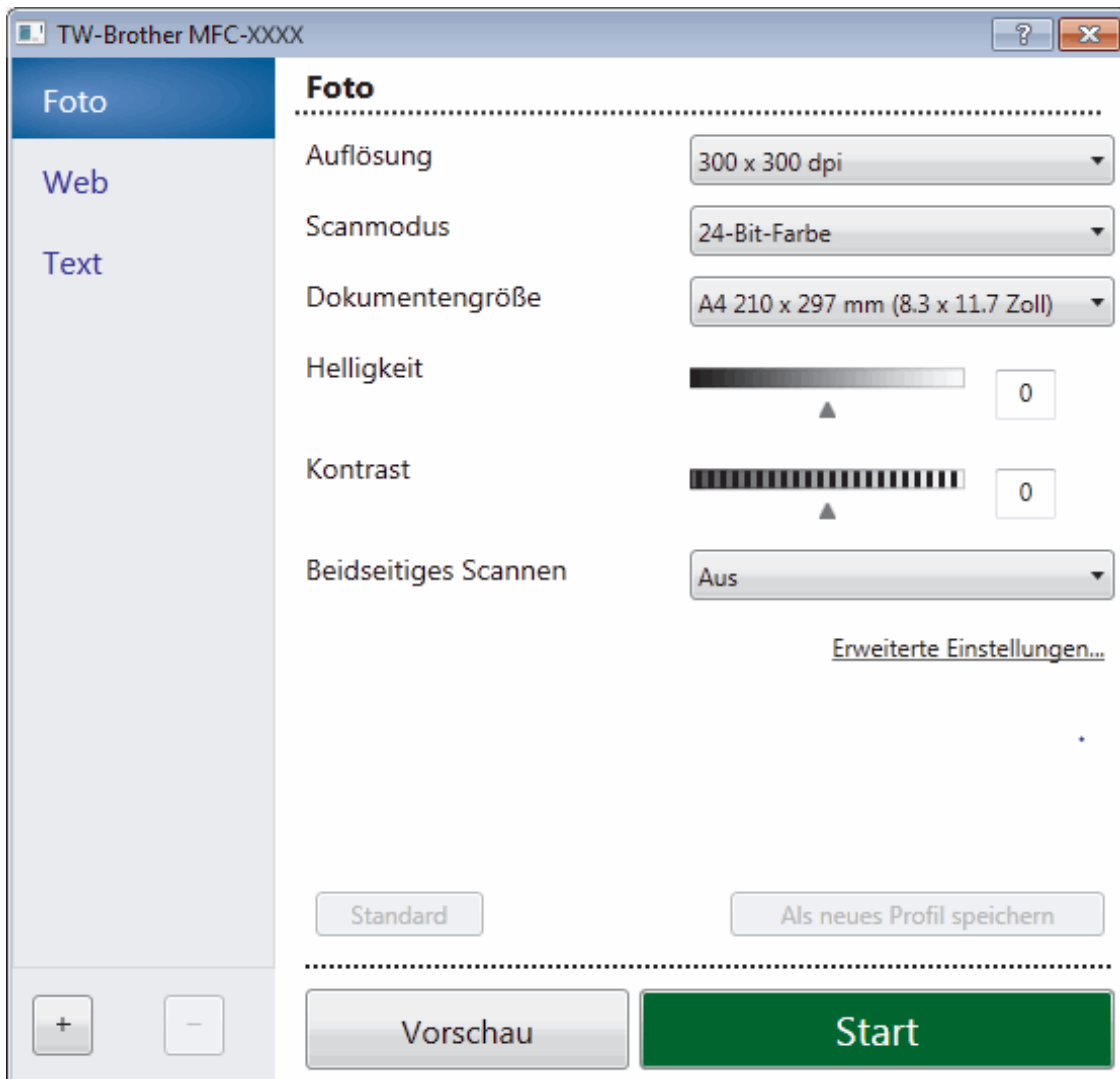 TW-Brother MFC-XXXX
Foto
Web
Text
Foto
Auflösung 300 x 300 dpi
Scanmodus 24-Bit-Farbe
Dokumentengröße A4 210 x 297 mm (8.3 x 11.7 Zoll)
Helligkeit 0
Kontrast 0
Beidseitiges Scannen Aus
Erweiterte Einstellungen...
Standard Als neues Profil speichern
+ − Vorschau Start